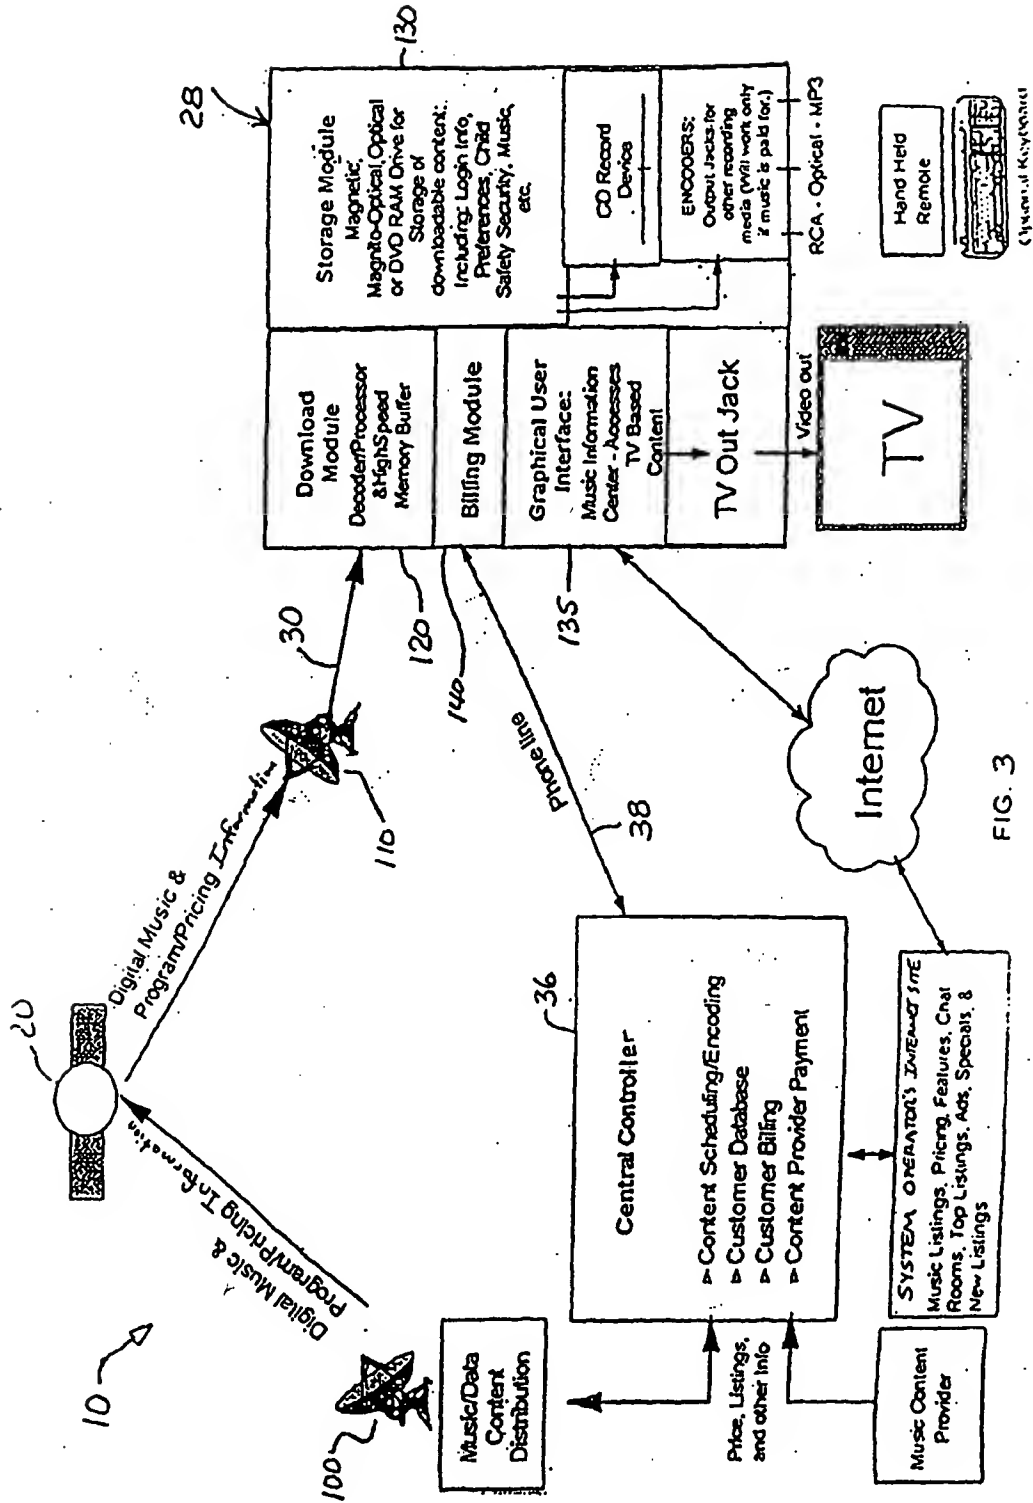 10
20
Digital Music &
Program/Pricing Information
Digital Music &
Program/Pricing Information
100
Music/Data
Content
Distribution
110
30
28
130
Download
Module
Decoder/Processor
&HighSpeed
Memory Buffer
120
Billing Module
140
Graphical User
Interface:
Music Information
Center - Accesses
TV Based
Content
135
TV Out Jack
Video out
TV
Storage Module
Magnetic,
Magnito-Optical, Optical
or DVD RAM Drive for
Storage of
downloadable content:.
Including: Login Info,
Preferences, Child
Safety Security, Music,
etc.
CD Record
Device
ENCODERS:
Output Jacks for
other recording
media (Will work only
if music is paid for.)
RCA • Optical • MP3
Hand Held
Remote
Optional Keyboard
Phone line
38
36
Central Controller
➢ Content Scheduling/Encoding
➢ Customer Database
➢ Customer Billing
➢ Content Provider Payment
Price, Listings,
and other Info
Music Content
Provider
SYSTEM OPERATOR'S INTERNET SITE
Music Listings, Pricing, Features, Chat
Rooms, Top Listings, Ads, Specials, &
New Listings
Internet
FIG. 3